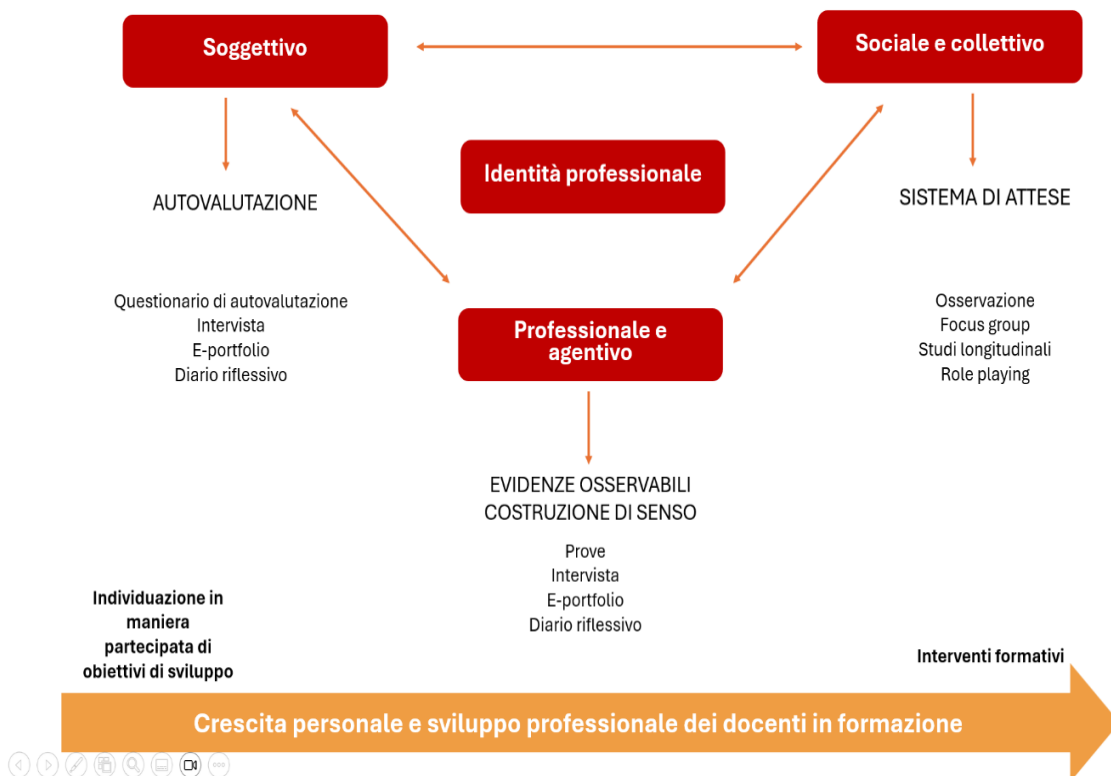 Soggettivo
Sociale e collettivo
Identità professionale
AUTOVALUTAZIONE
SISTEMA DI ATTESE
Questionario di autovalutazione
Intervista
E-portfolio
Diario riflessivo
Professionale e
agentivo
Osservazione
Focus group
Studi longitudinali
Role playing
EVIDENZE OSSERVABILI
COSTRUZIONE DI SENSO
Prove
Intervista
E-portfolio
Diario riflessivo
Individuazione in
maniera
partecipata di
obiettivi di sviluppo
Interventi formativi
Crescita personale e sviluppo professionale dei docenti in formazione